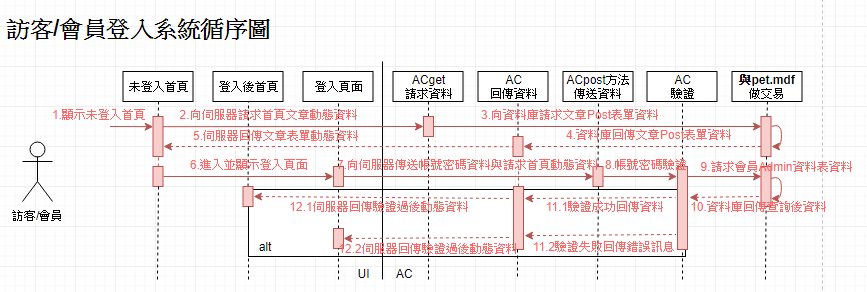 訪客/會員登入系統循序圖
未登入首頁
登入後首頁
登入頁面
ACget
請求資料
AC
回傳資料
ACpost方法
傳送資料
AC
驗證
與pet.mdf
做交易
1.顯示未登入首頁
2.向伺服器請求首頁文章動態資料
3.向資料庫請求文章Post表單資料
4.資料庫回傳文章Post表單資料
5.伺服器回傳文章表單動態資料
6.進入並顯示登入頁面
7.向伺服器傳送帳號密碼資料與請求首頁動態資料
8.帳號密碼驗證
9.請求會員Admin資料表資料
10.資料庫回傳查詢後資料
11.1驗證成功回傳資料
12.1伺服器回傳驗證過後動態資料
11.2驗證失敗回傳錯誤訊息
12.2伺服器回傳驗證過後動態資料
訪客/會員
alt
UI
AC